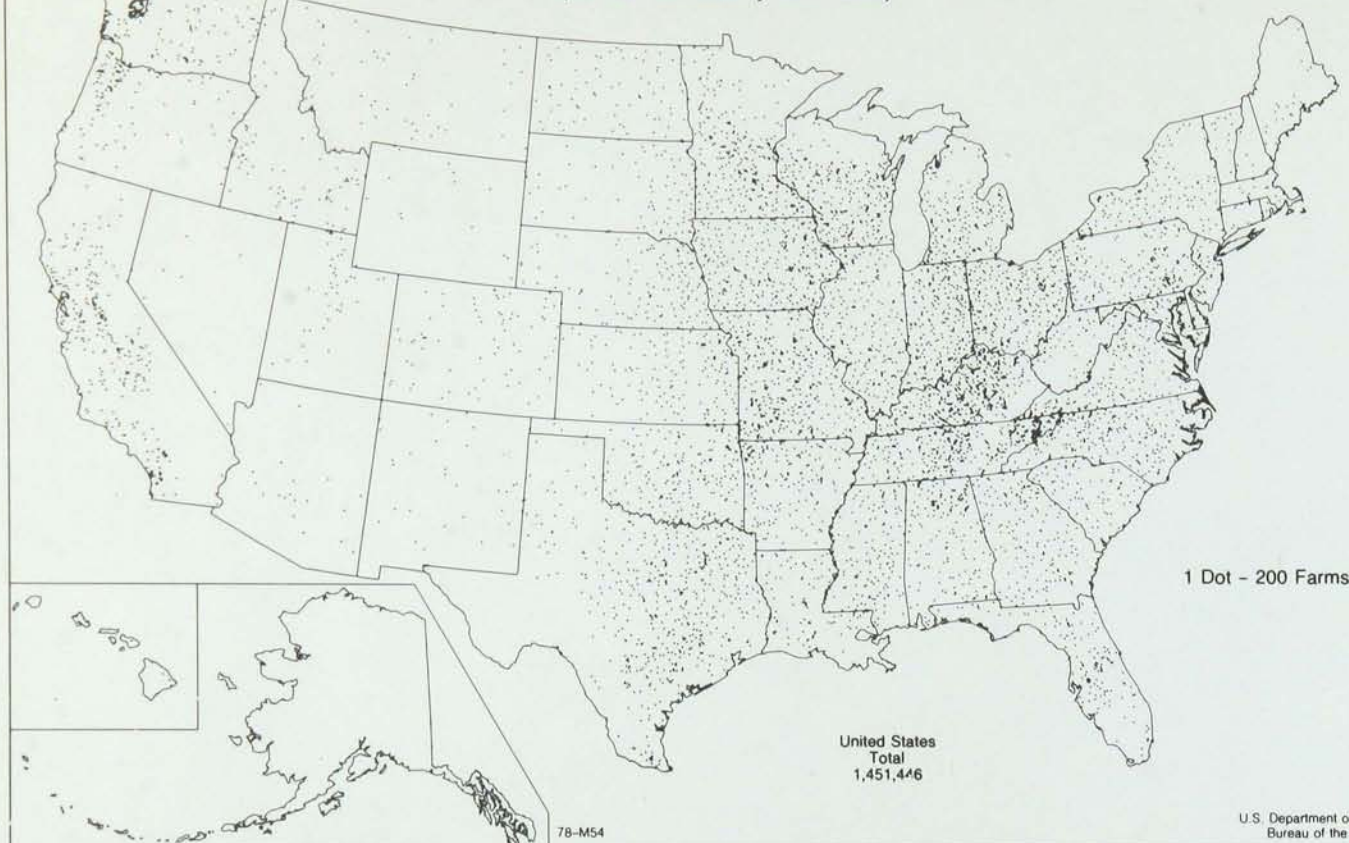 1 Dot – 200 Farms
United States
Total
1,451,446
78–M54
U.S. Department o
Bureau of the